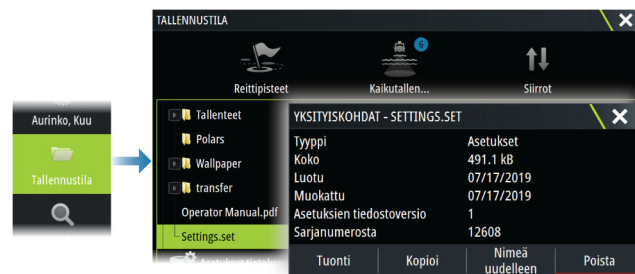 TALLENNUSTILA
6
Reittipisteet
Kaikutallen...
Siirrot
Aurinko, Kuu
Tallennustila
Tallenteet
Polars
Wallpaper
transfer
Operator Manual.pdf
Settings.set
YKSITYISKOHDAT - SETTINGS.SET
Tyyppi Asetukset
Koko 491.1 kB
Luotu 07/17/2019
Muokattu 07/17/2019
Asetuksien tiedostoversio 1
Sarjanumerosta 12608
Tuonti Kopioi Nimeä uudelleen Poista